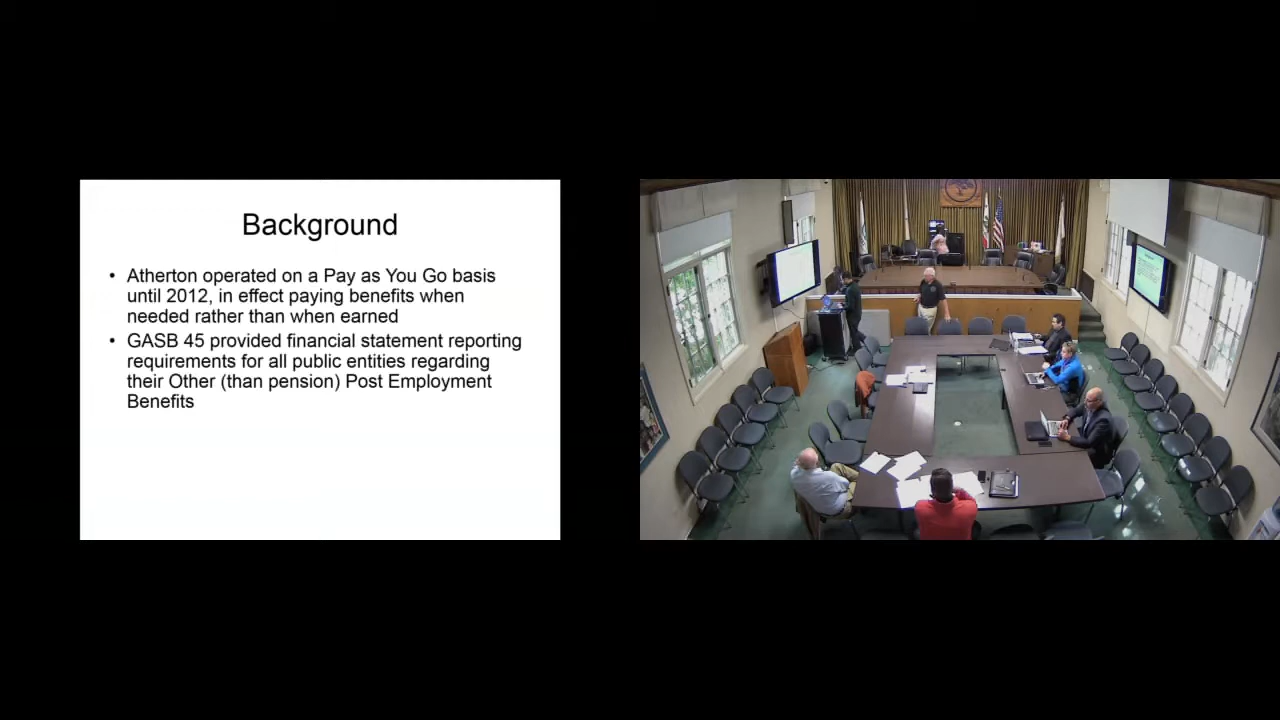 Background
• Atherton operated on a Pay as You Go basis
until 2012, in effect paying benefits when
needed rather than when earned
• GASB 45 provided financial statement reporting
requirements for all public entities regarding
their Other (than pension) Post Employment
Benefits